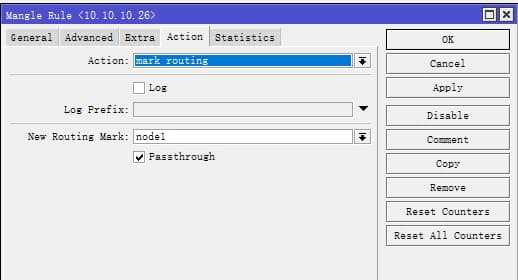 Mangle Rule <10.10.10.26>
General Advanced Extra Action Statistics
Action: mark routing
Log
Log Prefix:
New Routing Mark: node1
Passthrough
OK
Cancel
Apply
Disable
Comment
Copy
Remove
Reset Counters
Reset All Counters